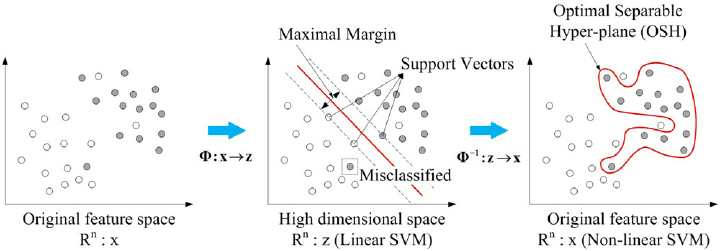 Optimal Separable
Hyper-plane (OSH)
Maximal Margin
Support Vectors
Φ:x→z
Φ⁻¹:z→x
Misclassified
Original feature space
Rⁿ : x
High dimensional space
Rⁿ : z (Linear SVM)
Original feature space
Rⁿ : x (Non-linear SVM)